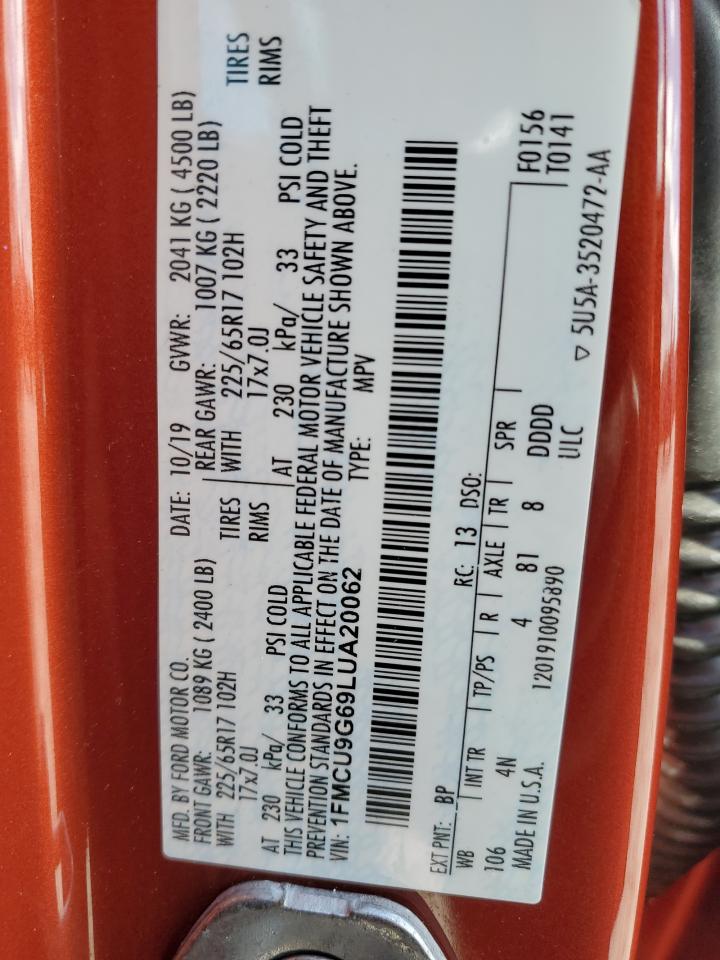 MFD. BY FORD MOTOR CO.
DATE: 10/19 GVWR: 2041 KG ( 4500 LB)
FRONT GAWR: 1089 KG ( 2400 LB) REAR GAWR: 1007 KG ( 2220 LB)
WITH 225/65R17 102H TIRES WITH 225/65R17 102H TIRES
17x7.0J RIMS 17x7.0J RIMS
AT 230 kPa/ 33 PSI COLD AT 230 kPa/ 33 PSI COLD
THIS VEHICLE CONFORMS TO ALL APPLICABLE FEDERAL MOTOR VEHICLE SAFETY AND THEFT
PREVENTION STANDARDS IN EFFECT ON THE DATE OF MANUFACTURE SHOWN ABOVE.
VIN: 1FMCU9G69LUA20062 TYPE: MPV
EXT PNT: BP RC: 13 DSO:
WB INT TR TP/PS R AXLE TR SPR F0156
106 4N 4 81 8 DDDD T0141
MADE IN U.S.A. 1201910095890 ULC
5U5A-3520472-AA